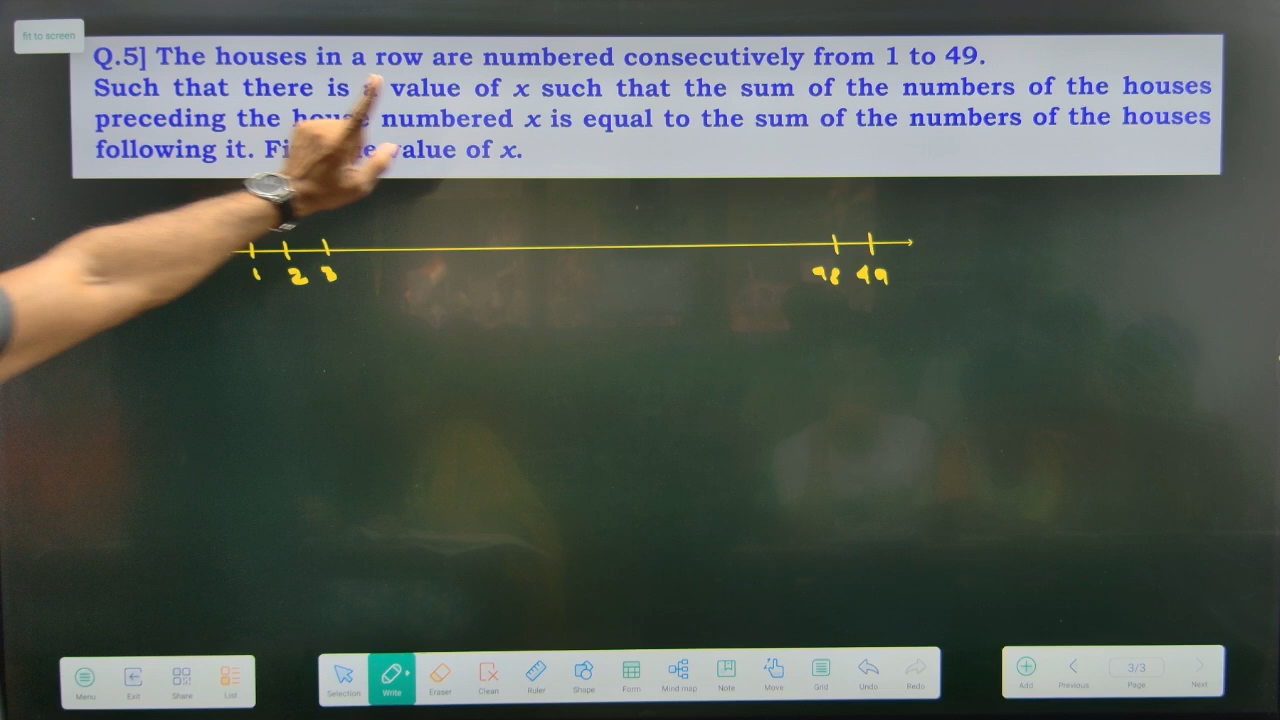 fit to screen
Q.5] The houses in a row are numbered consecutively from 1 to 49.
Such that there is a value of x such that the sum of the numbers of the houses
preceding the house numbered x is equal to the sum of the numbers of the houses
following it. value of x.
1 2 3 48 49
Menu Exit Share List Selection Write Eraser Clean Ruler Shape Form Mind map Note Move Grid Undo Redo Add Previous 3/3 Page Next